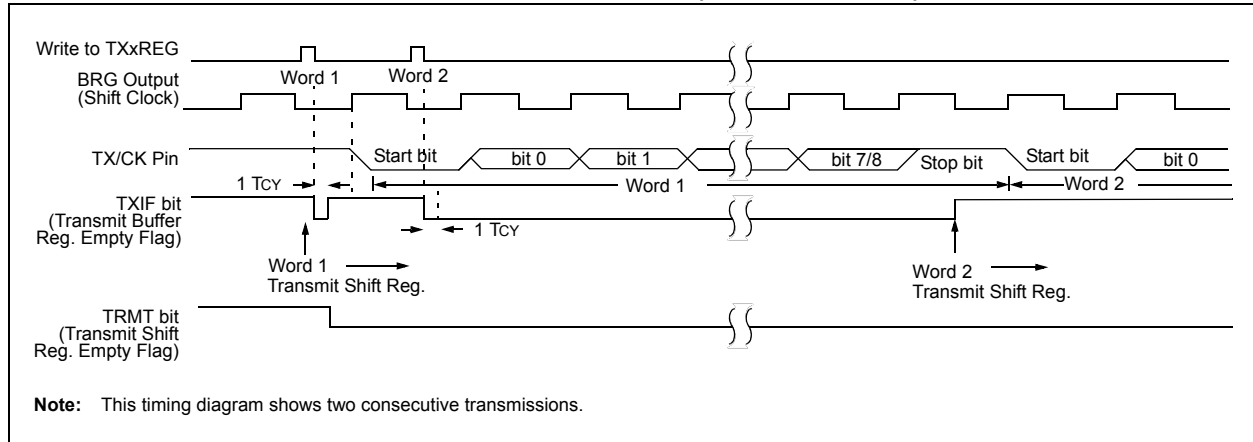 Write to TXxREG
Word 1
Word 2
BRG Output
(Shift Clock)
TX/CK Pin
Start bit
bit 0
bit 1
bit 7/8
Stop bit
Start bit
bit 0
1 TCY
Word 1
Word 2
TXIF bit
(Transmit Buffer
Reg. Empty Flag)
1 TCY
Word 1
Transmit Shift Reg.
Word 2
Transmit Shift Reg.
TRMT bit
(Transmit Shift
Reg. Empty Flag)
Note: This timing diagram shows two consecutive transmissions.